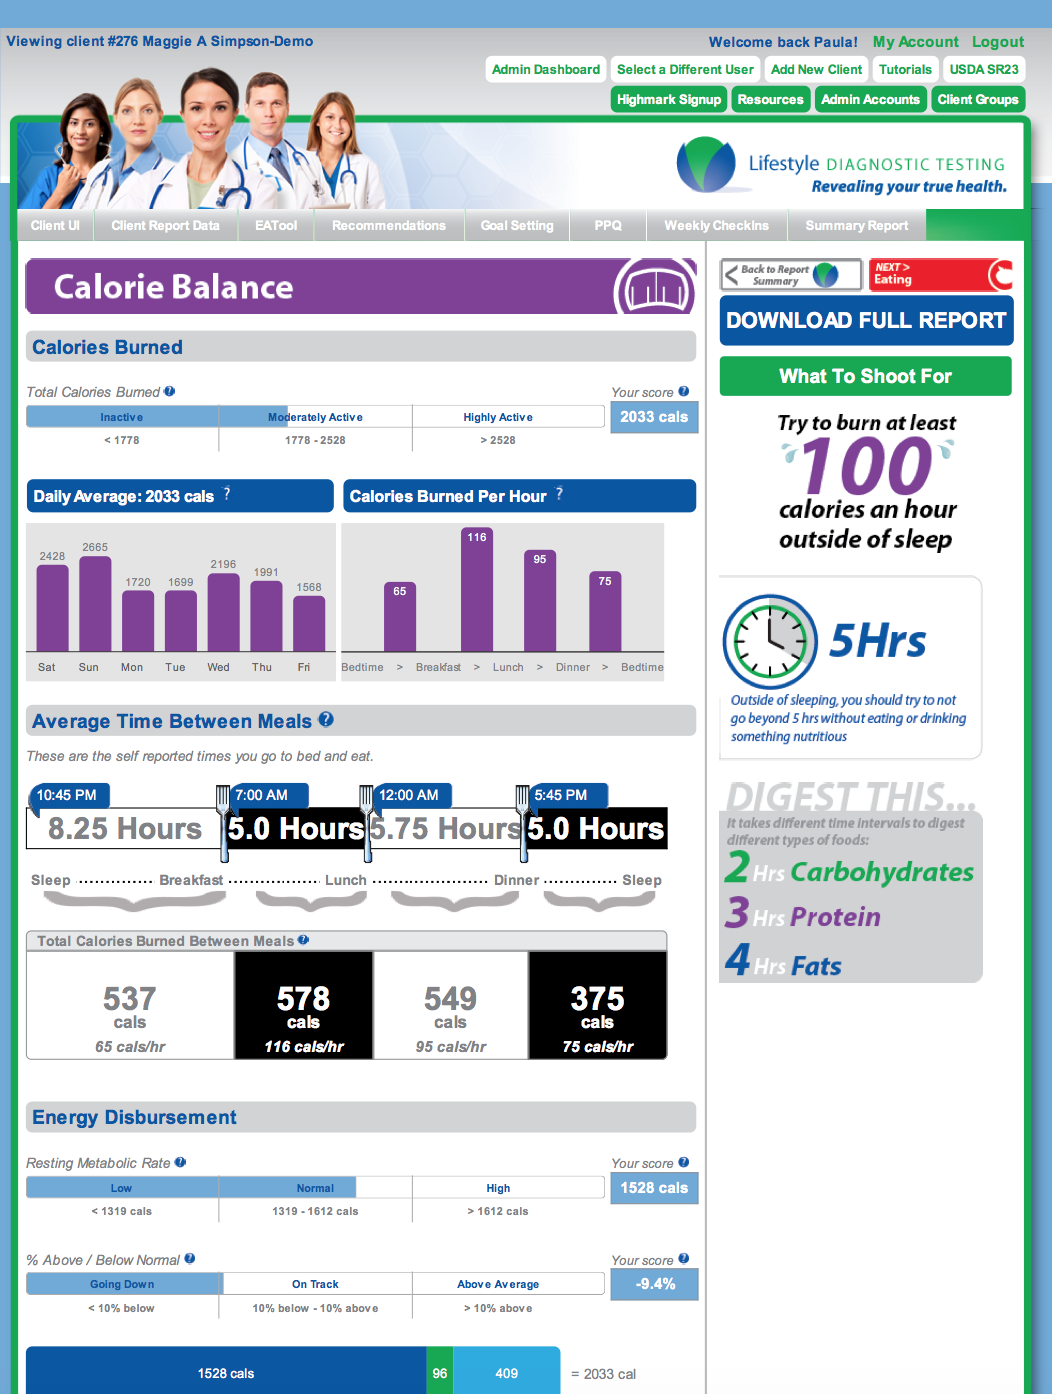 Viewing client #276 Maggie A Simpson-Demo
Welcome back Paula! My Account Logout
Admin Dashboard Select a Different User Add New Client Tutorials USDA SR23
Highmark Signup Resources Admin Accounts Client Groups
Lifestyle DIAGNOSTIC TESTING
Revealing your true health.
Client UI Client Report Data EATool Recommendations Goal Setting PPQ Weekly CheckIns Summary Report
Calorie Balance
Calories Burned
Total Calories Burned ?
Your score ?
Inactive Moderately Active Highly Active
2033 cals
< 1778 1778 - 2528 > 2528
Daily Average: 2033 cals ?
2428 2665 1720 1699 2196 1991 1568
Sat Sun Mon Tue Wed Thu Fri
Calories Burned Per Hour ?
65 116 95 75
Bedtime > Breakfast > Lunch > Dinner > Bedtime
Average Time Between Meals ?
These are the self reported times you go to bed and eat.
10:45 PM 7:00 AM 12:00 AM 5:45 PM
8.25 Hours 5.0 Hours 5.75 Hours 5.0 Hours
Sleep Breakfast Lunch Dinner Sleep
Total Calories Burned Between Meals ?
537 578 549 375
cals cals cals cals
65 cals/hr 116 cals/hr 95 cals/hr 75 cals/hr
Energy Disbursement
Resting Metabolic Rate ?
Your score ?
Low Normal High
1528 cals
< 1319 cals 1319 - 1612 cals > 1612 cals
% Above / Below Normal ?
Your score ?
Going Down On Track Above Average
-9.4%
< 10% below 10% below - 10% above > 10% above
1528 cals 96 409 = 2033 cal
< Back to Report
Summary
NEXT >
Eating
DOWNLOAD FULL REPORT
What To Shoot For
Try to burn at least
100
calories an hour
outside of sleep
5Hrs
Outside of sleeping, you should try to not
go beyond 5 hrs without eating or drinking
something nutritious
DIGEST THIS...
It takes different time intervals to digest
different types of foods:
2 Hrs Carbohydrates
3 Hrs Protein
4 Hrs Fats